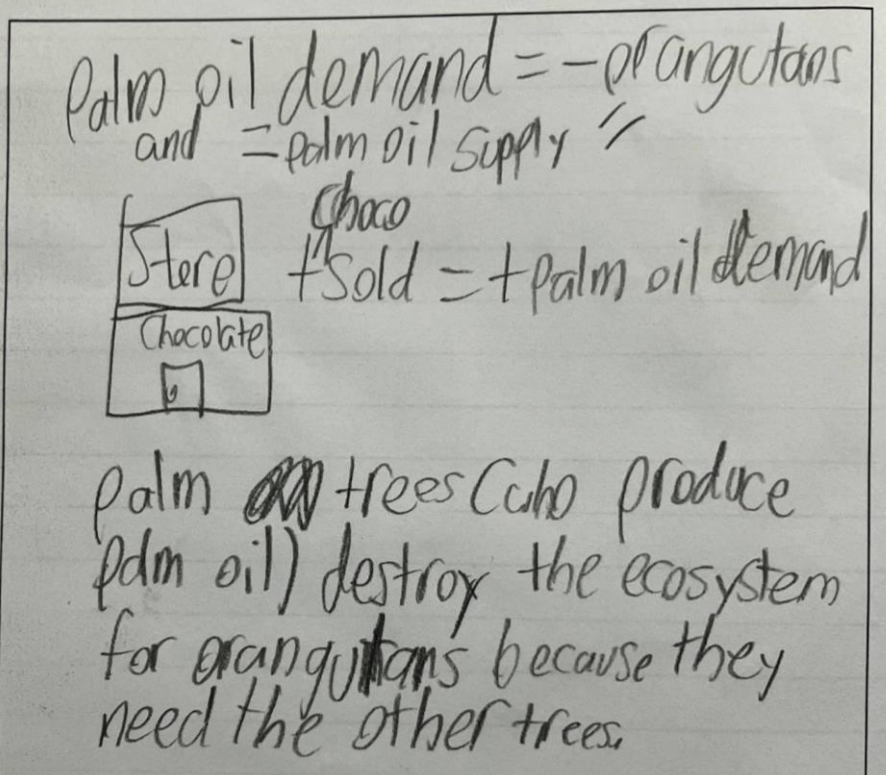 Palm oil demand = -orangutans
and = palm oil supply "
Choco
Store +Sold = +palm oil demand
Chocolate
palm trees (who produce
palm oil) destroy the ecosystem
for orangutans because they
need the other trees.